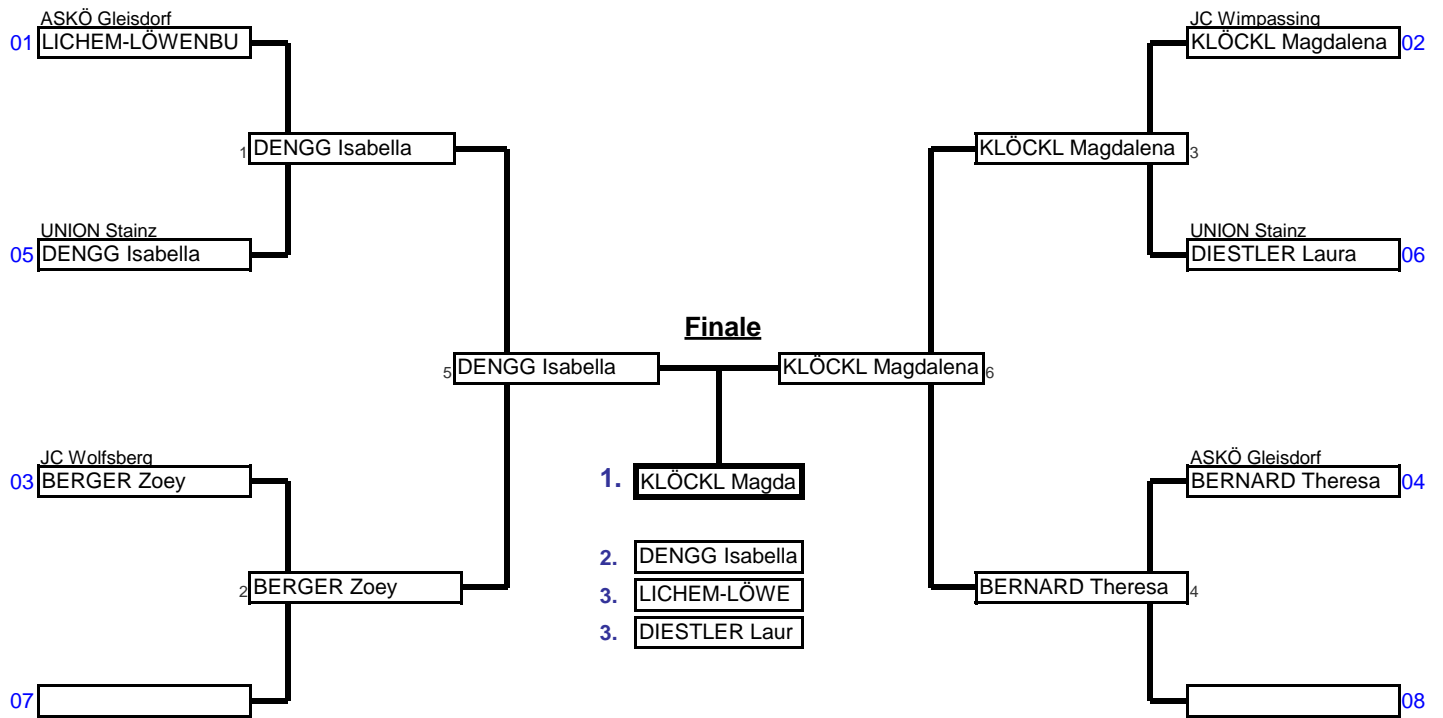 ASKÖ Gleisdorf
01 LICHEM-LÖWENBU
1 DENGG Isabella
UNION Stainz
05 DENGG Isabella
5 DENGG Isabella
JC Wolfsberg
03 BERGER Zoey
2 BERGER Zoey
07
Finale
1. KLÖCKL Magda
2. DENGG Isabella
3. LICHEM-LÖWE
3. DIESTLER Laur
JC Wimpassing
KLÖCKL Magdalena 02
KLÖCKL Magdalena 3
UNION Stainz
DIESTLER Laura 06
KLÖCKL Magdalena 6
ASKÖ Gleisdorf
BERNARD Theresa 04
BERNARD Theresa 4
08